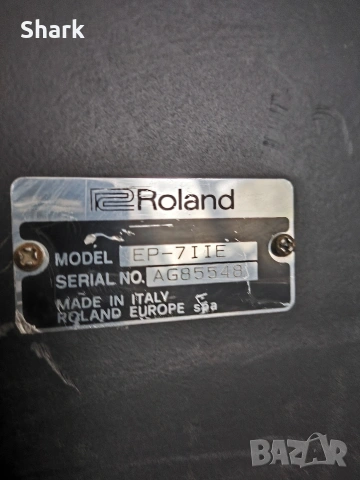 Shark
Roland
MODEL EP-7IIE
SERIAL NO. AG85548
MADE IN ITALY
ROLAND EUROPE spa
BAZAR